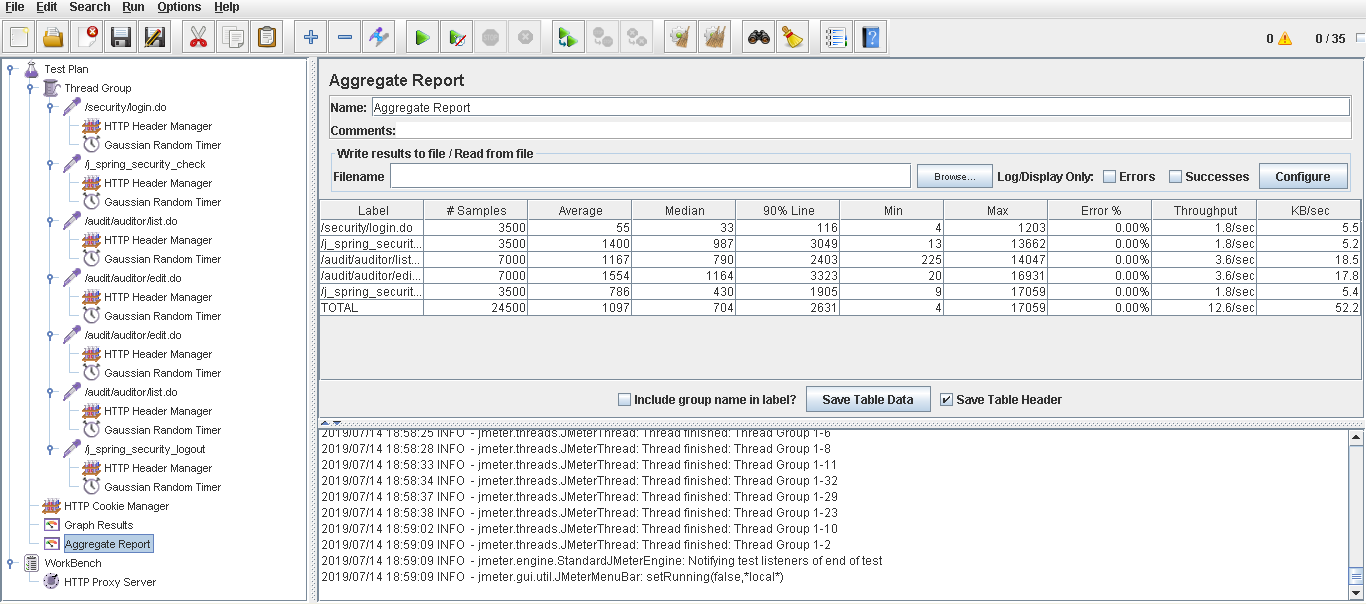 File Edit Search Run Options Help
0 0 / 35
Test Plan
Thread Group
/security/login.do
HTTP Header Manager
Gaussian Random Timer
/j_spring_security_check
HTTP Header Manager
Gaussian Random Timer
/audit/auditor/list.do
HTTP Header Manager
Gaussian Random Timer
/audit/auditor/edit.do
HTTP Header Manager
Gaussian Random Timer
/audit/auditor/edit.do
HTTP Header Manager
Gaussian Random Timer
/audit/auditor/list.do
HTTP Header Manager
Gaussian Random Timer
/j_spring_security_logout
HTTP Header Manager
Gaussian Random Timer
HTTP Cookie Manager
Graph Results
Aggregate Report
WorkBench
HTTP Proxy Server
Aggregate Report
Name: Aggregate Report
Comments:
Write results to file / Read from file
Filename Browse... Log/Display Only: Errors Successes Configure
Label # Samples Average Median 90% Line Min Max Error % Throughput KB/sec
/security/login.do 3500 55 33 116 4 1203 0.00% 1.8/sec 5.5
/j_spring_securit... 3500 1400 987 3049 13 13662 0.00% 1.8/sec 5.2
/audit/auditor/list... 7000 1167 790 2403 225 14047 0.00% 3.6/sec 18.5
/audit/auditor/edi... 7000 1554 1164 3323 20 16931 0.00% 3.6/sec 17.8
/j_spring_securit... 3500 786 430 1905 9 17059 0.00% 1.8/sec 5.4
TOTAL 24500 1097 704 2631 4 17059 0.00% 12.6/sec 52.2
Include group name in label? Save Table Data Save Table Header
2019/07/14 18:58:25 INFO - jmeter.threads.JMeterThread: Thread finished: Thread Group 1-6
2019/07/14 18:58:28 INFO - jmeter.threads.JMeterThread: Thread finished: Thread Group 1-8
2019/07/14 18:58:33 INFO - jmeter.threads.JMeterThread: Thread finished: Thread Group 1-11
2019/07/14 18:58:34 INFO - jmeter.threads.JMeterThread: Thread finished: Thread Group 1-32
2019/07/14 18:58:37 INFO - jmeter.threads.JMeterThread: Thread finished: Thread Group 1-29
2019/07/14 18:58:38 INFO - jmeter.threads.JMeterThread: Thread finished: Thread Group 1-23
2019/07/14 18:59:02 INFO - jmeter.threads.JMeterThread: Thread finished: Thread Group 1-10
2019/07/14 18:59:09 INFO - jmeter.threads.JMeterThread: Thread finished: Thread Group 1-2
2019/07/14 18:59:09 INFO - jmeter.engine.StandardJMeterEngine: Notifying test listeners of end of test
2019/07/14 18:59:09 INFO - jmeter.gui.util.JMeterMenuBar: setRunning(false,*local*)